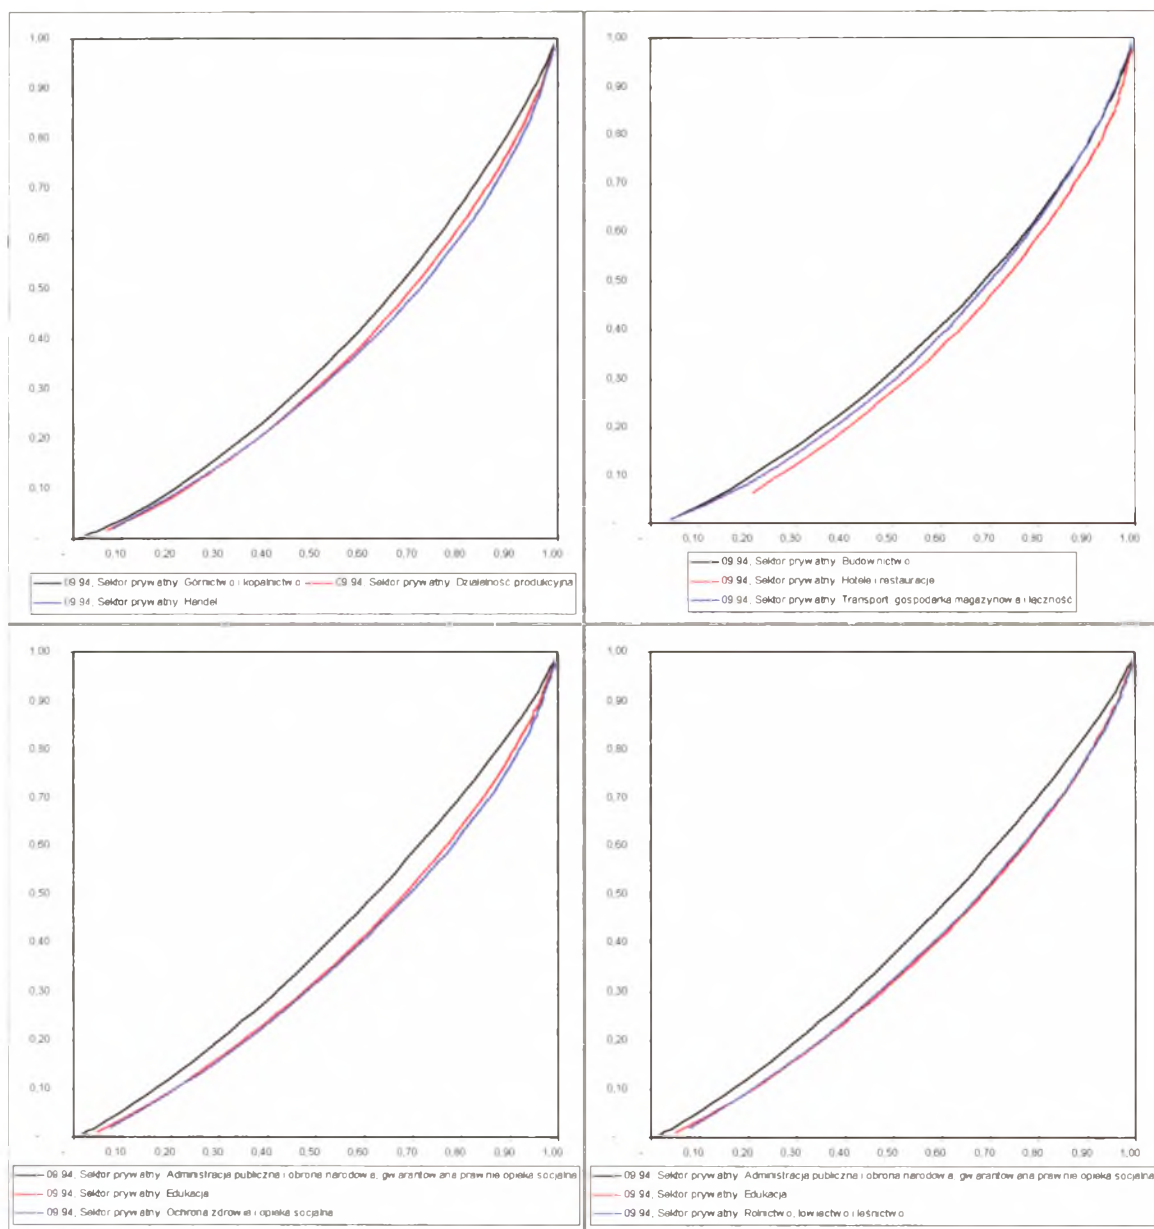 1,00
0,90
0,80
0,70
0,60
0,50
0,40
0,30
0,20
0,10
-
- 0,10 0,20 0,30 0,40 0,50 0,60 0,70 0,80 0,90 1,00
09.94, Sektor prywatny. Górnictwo i kopalnictwo 09.94, Sektor prywatny. Działalność produkcyjna
09.94, Sektor prywatny. Handel
1,00
0,90
0,80
0,70
0,60
0,50
0,40
0,30
0,20
0,10
-
- 0,10 0,20 0,30 0,40 0,50 0,60 0,70 0,80 0,90 1,00
09.94, Sektor prywatny. Budownictwo
09.94, Sektor prywatny. Hotele i restauracje
09.94, Sektor prywatny. Transport, gospodarka magazynowa i łączność
1,00
0,90
0,80
0,70
0,60
0,50
0,40
0,30
0,20
0,10
-
- 0,10 0,20 0,30 0,40 0,50 0,60 0,70 0,80 0,90 1,00
09.94, Sektor prywatny. Administracja publiczna i obrona narodowa, gwarantowana prawnie opieka socjalna
09.94, Sektor prywatny. Edukacja
09.94, Sektor prywatny. Ochrona zdrowia i opieka socjalna
1,00
0,90
0,80
0,70
0,60
0,50
0,40
0,30
0,20
0,10
-
- 0,10 0,20 0,30 0,40 0,50 0,60 0,70 0,80 0,90 1,00
09.94, Sektor prywatny. Administracja publiczna i obrona narodowa, gwarantowana prawnie opieka socjalna
09.94, Sektor prywatny. Edukacja
09.94, Sektor prywatny. Rolnictwo, łowiectwo i leśnictwo